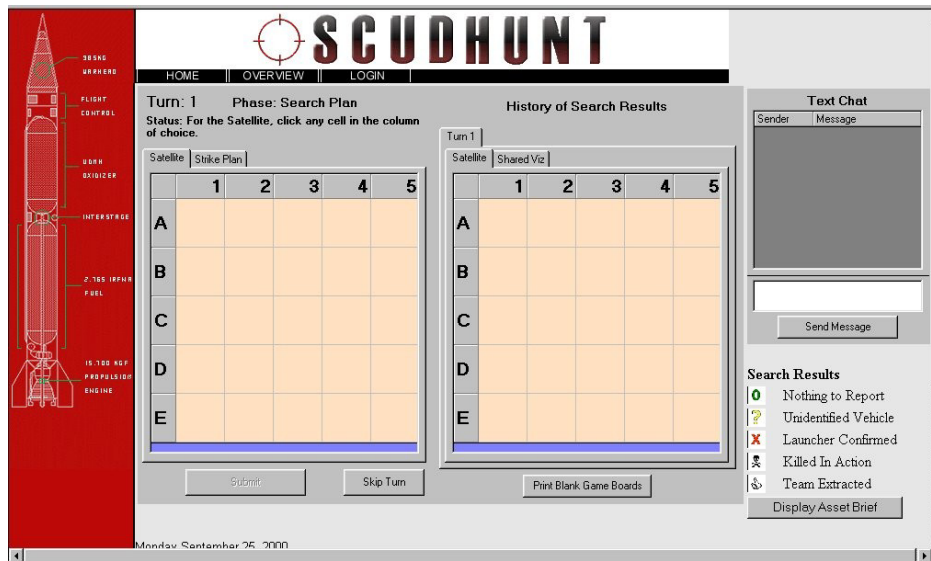 SCUDHUNT
HOME OVERVIEW LOGIN
985KG
WARHEAD
FLIGHT
CONTROL
OXIGIZER
INTERSTAGE
FUEL
PROPULSION
ENGINE
Turn: 1 Phase: Search Plan
Status: For the Satellite, click any cell in the column
of choice.
Satellite Strike Plan
1 2 3 4 5
A
B
C
D
E
Submit Skip Turn
History of Search Results
Turn 1
Satellite Shared Viz
1 2 3 4 5
A
B
C
D
E
Print Blank Game Boards
Text Chat
Sender Message
Send Message
Search Results
0 Nothing to Report
? Unidentified Vehicle
X Launcher Confirmed
Killed In Action
Team Extracted
Display Asset Brief
Monday September 25, 2000